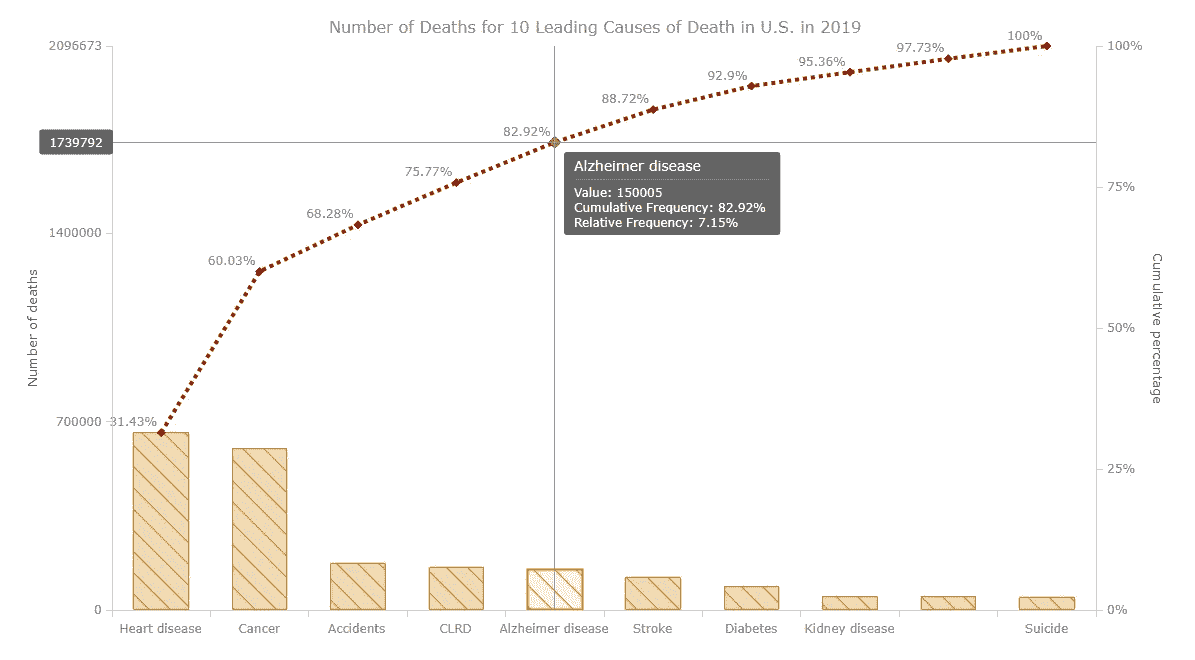 Number of Deaths for 10 Leading Causes of Death in U.S. in 2019
2096673
1739792
1400000
700000
0
Number of deaths
31.43%
60.03%
68.28%
75.77%
82.92%
88.72%
92.9%
95.36%
97.73%
100%
Alzheimer disease
Value: 150005
Cumulative Frequency: 82.92%
Relative Frequency: 7.15%
100%
75%
50%
25%
0%
Cumulative percentage
Heart disease
Cancer
Accidents
CLRD
Alzheimer disease
Stroke
Diabetes
Kidney disease
Suicide